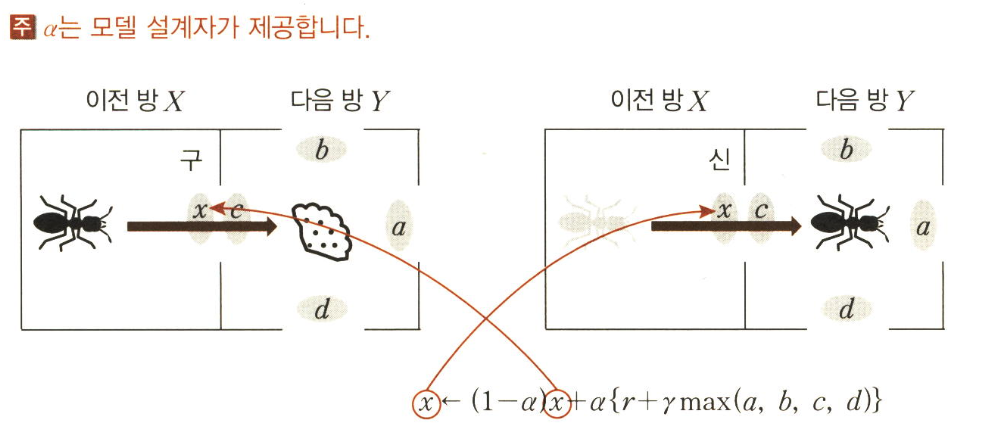 주 α는 모델 설계자가 제공합니다.
이전 방 X
다음 방 Y
구
b
x
c
a
d
이전 방 X
다음 방 Y
신
b
x
c
a
d
x ← (1−α)x+α{r+γ max(a, b, c, d)}